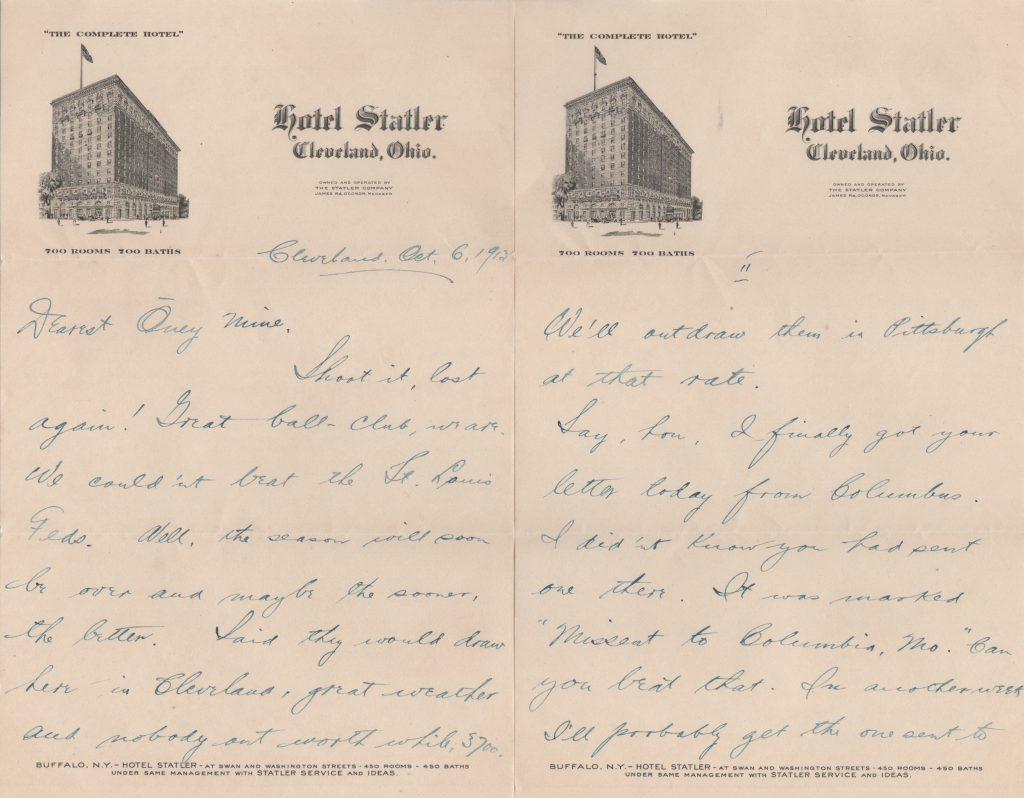 "THE COMPLETE HOTEL"
Hotel Statler
Cleveland, Ohio.
OWNED AND OPERATED BY
THE STATLER COMPANY
JAMES R. O'CONOR, MANAGER
700 ROOMS 700 BATHS
Cleveland. Oct. 6, 1913
Dearest Ōney Mine,
Shoot it, lost
again! Great ball-club, we are.
We could'nt beat the St. Louis
Feds. Well, the season will soon
be over and maybe the sooner,
the better. Said they would draw
here in Cleveland, great weather
and nobody out worth while, 3700.
BUFFALO, N.Y.–HOTEL STATLER–AT SWAN AND WASHINGTON STREETS-450 ROOMS-450 BATHS
UNDER SAME MANAGEMENT WITH STATLER SERVICE AND IDEAS.
"THE COMPLETE HOTEL"
Hotel Statler
Cleveland, Ohio.
OWNED AND OPERATED BY
THE STATLER COMPANY
JAMES R. O'CONOR, MANAGER
700 ROOMS 700 BATHS
II
We'll outdraw them in Pittsburgh
at that rate.
Say, hon, I finally got your
letter today from Columbus.
I did'nt know you had sent
one there. It was marked
"Missent to Columbia, Mo." Can
you beat that. In another week
I'll probably get the one sent to
BUFFALO, N.Y.–HOTEL STATLER–AT SWAN AND WASHINGTON STREETS-450 ROOMS-450 BATHS
UNDER SAME MANAGEMENT WITH STATLER SERVICE AND IDEAS.